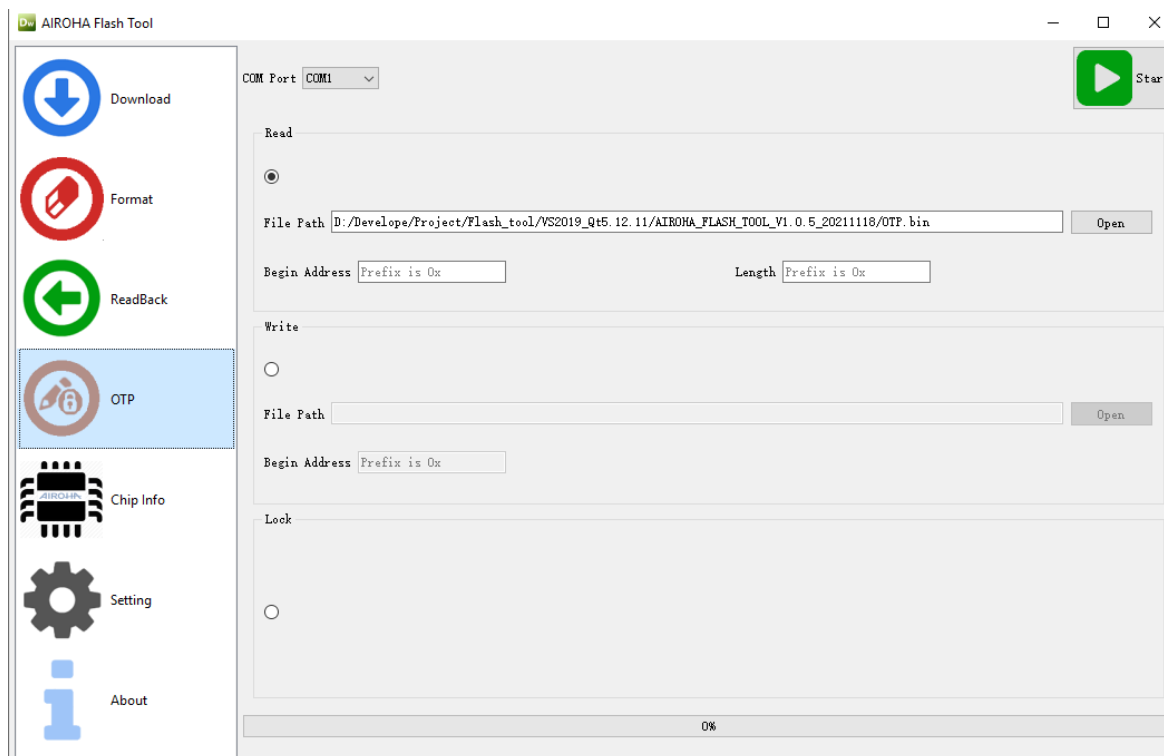 Dw AIROHA Flash Tool
Download
Format
ReadBack
OTP
AIROHA
Chip Info
Setting
About
COM Port COM1
Star
Read
File Path D:/Develope/Project/Flash_tool/VS2019_Qt5.12.11/AIROHA_FLASH_TOOL_V1.0.5_20211118/OTP.bin Open
Begin Address Prefix is 0x Length Prefix is 0x
Write
File Path Open
Begin Address Prefix is 0x
Lock
0%